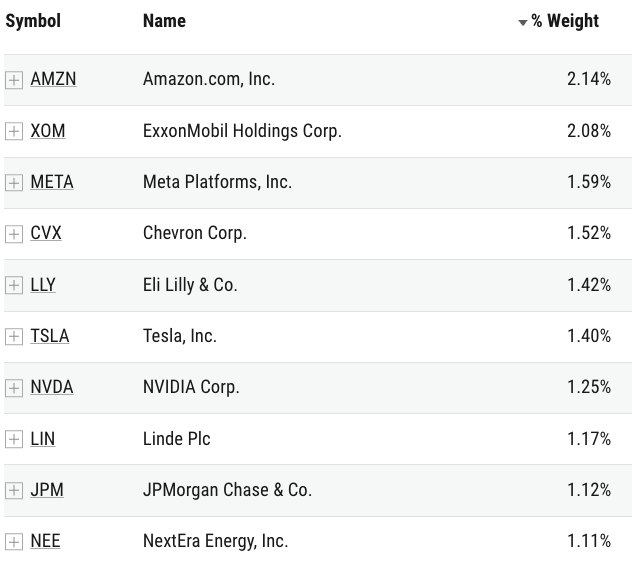 Symbol Name % Weight
AMZN Amazon.com, Inc. 2.14%
XOM ExxonMobil Holdings Corp. 2.08%
META Meta Platforms, Inc. 1.59%
CVX Chevron Corp. 1.52%
LLY Eli Lilly & Co. 1.42%
TSLA Tesla, Inc. 1.40%
NVDA NVIDIA Corp. 1.25%
LIN Linde Plc 1.17%
JPM JPMorgan Chase & Co. 1.12%
NEE NextEra Energy, Inc. 1.11%